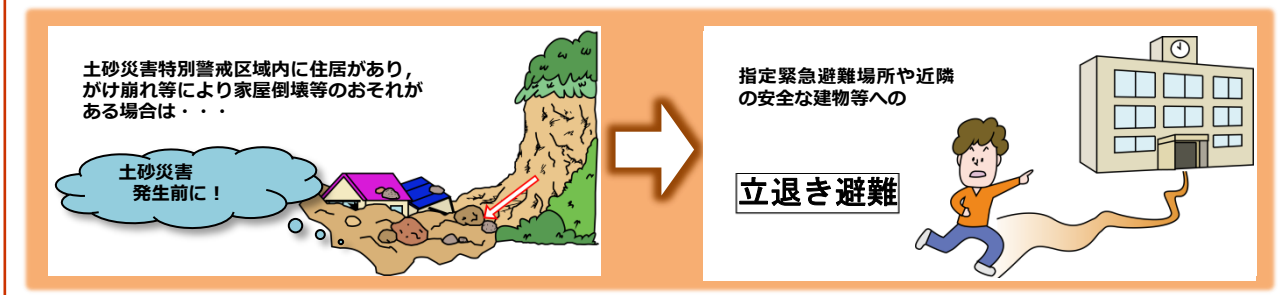 土砂災害特別警戒区域内に住居があり，
がけ崩れ等により家屋倒壊等のおそれが
ある場合は・・・
土砂災害
発生前に！
指定緊急避難場所や近隣
の安全な建物等への
立退き避難